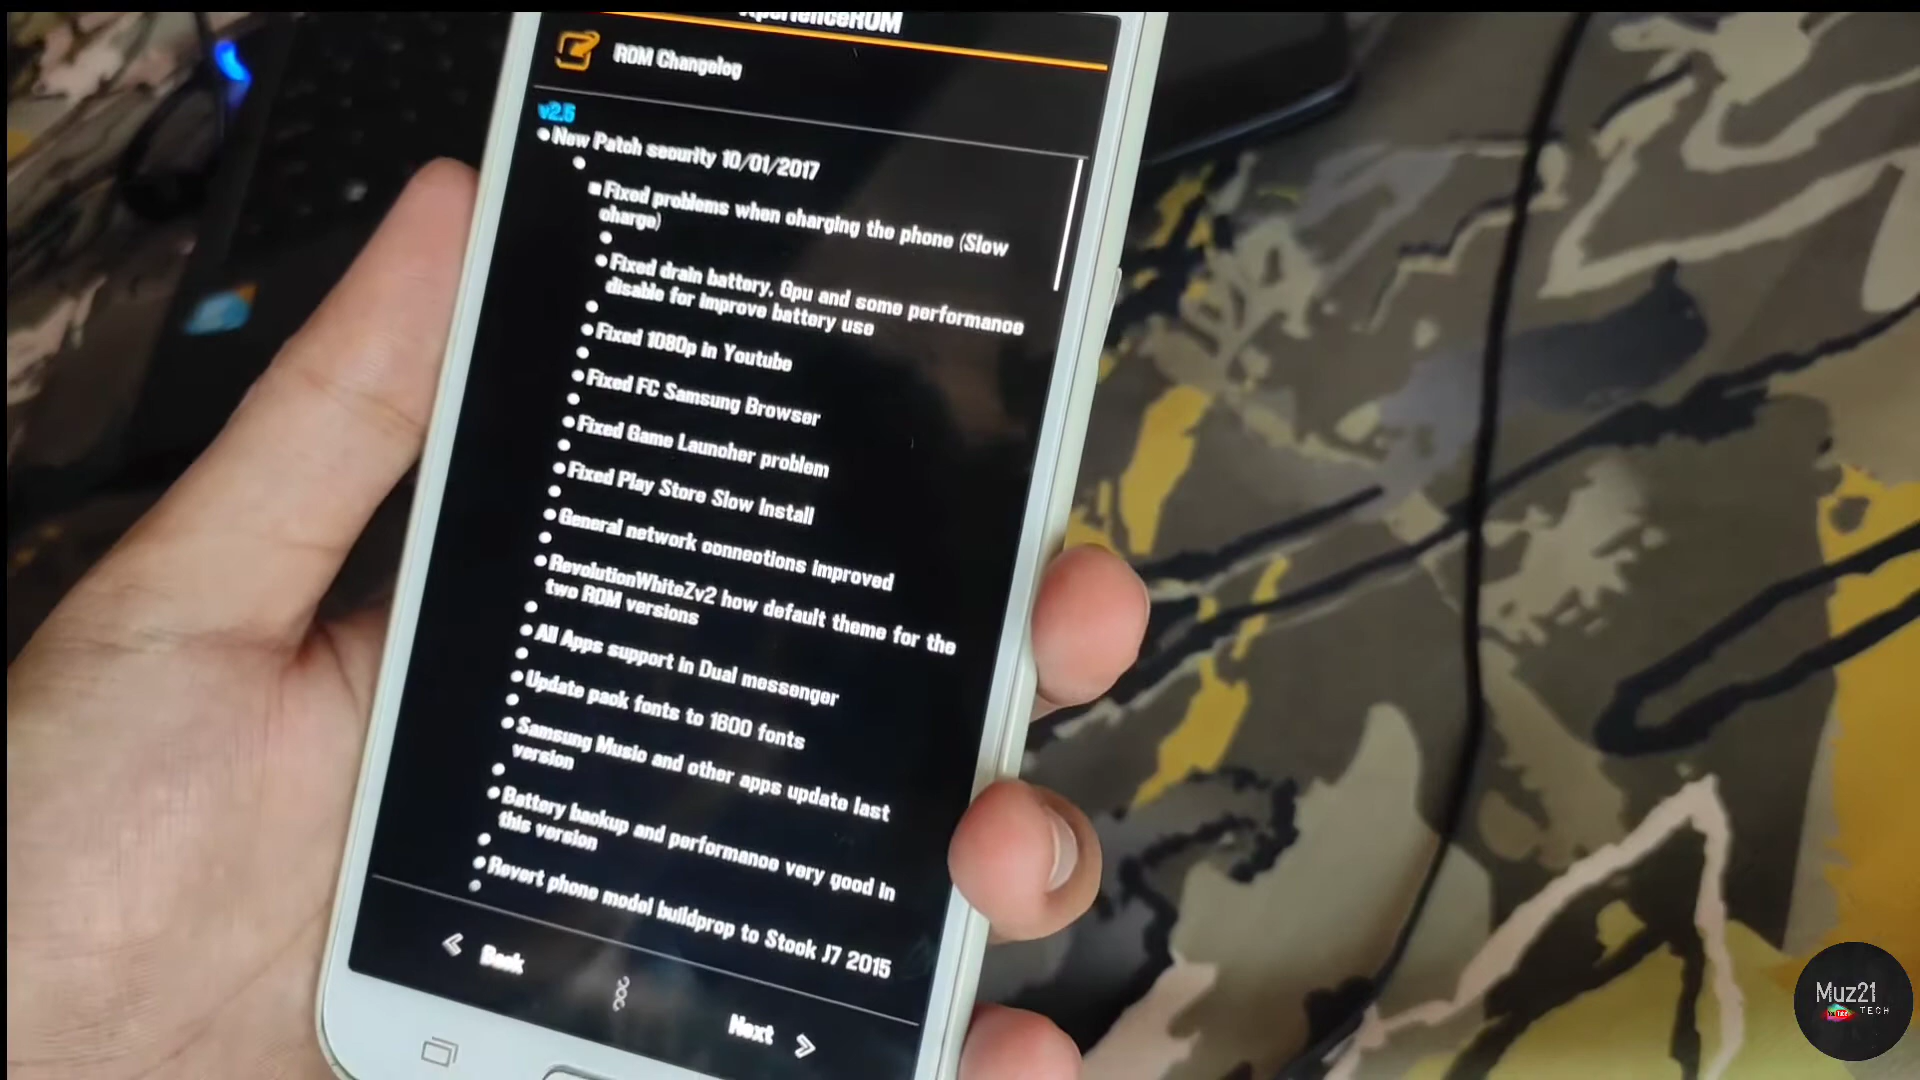 XperienceROM
ROM Changelog
v2.5
New Patch security 10/01/2017
Fixed problems when charging the phone (Slow
charge)
Fixed drain battery, Gpu and some performance
disable for improve battery use
Fixed 1080p in Youtube
Fixed FC Samsung Browser
Fixed Game Launcher problem
Fixed Play Store Slow Install
General network connections improved
RevolutionWhiteZv2 how default theme for the
two ROM versions
All Apps support in Dual messenger
Update pack fonts to 1600 fonts
Samsung Music and other apps update last
version
Battery backup and performance very good in
this version
Revert phone model buildprop to Stock J7 2015
Back
Next
Muz21
YouTube TECH